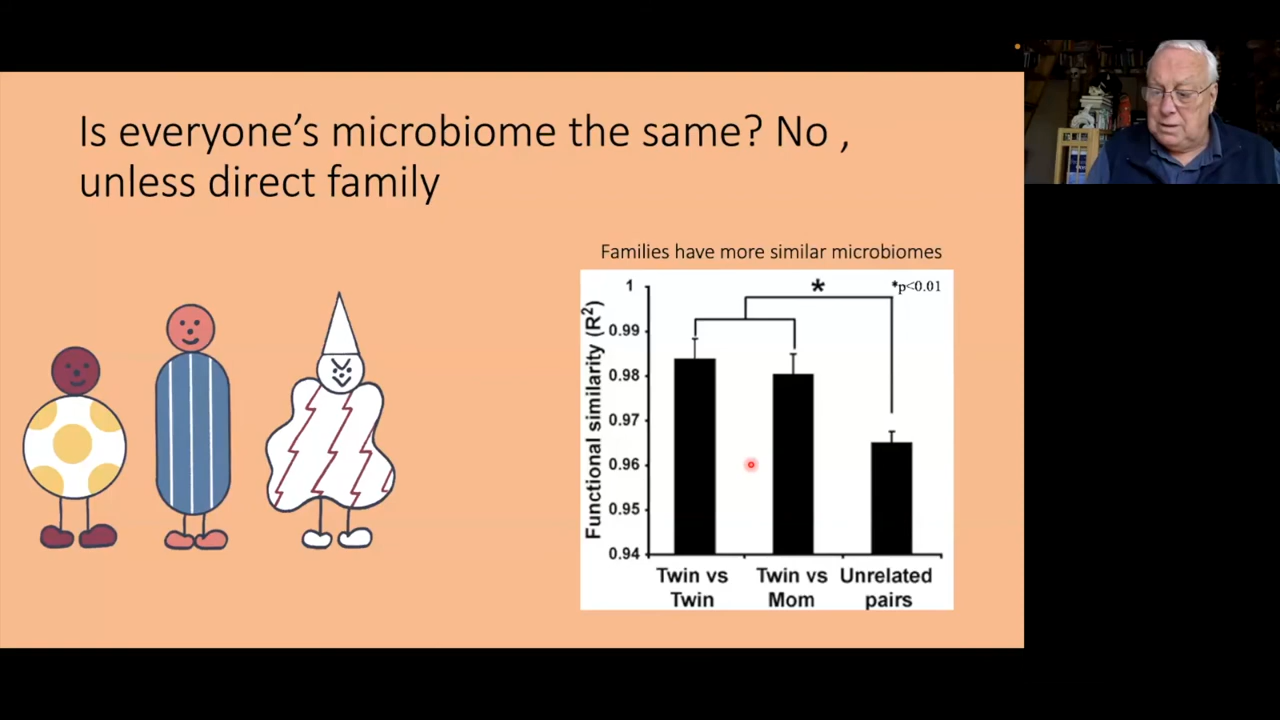 Is everyone’s microbiome the same? No ,
unless direct family
Families have more similar microbiomes
*p<0.01
*
Functional similarity (R²)
1
0.99
0.98
0.97
0.96
0.95
0.94
Twin vs
Twin
Twin vs
Mom
Unrelated
pairs